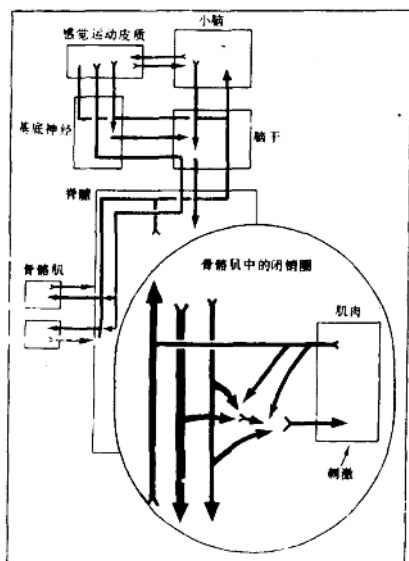 小脑
感觉运动皮质
基底神经
脑干
脊髓
骨骼肌
骨骼肌中的闭销圈
肌肉
刺激